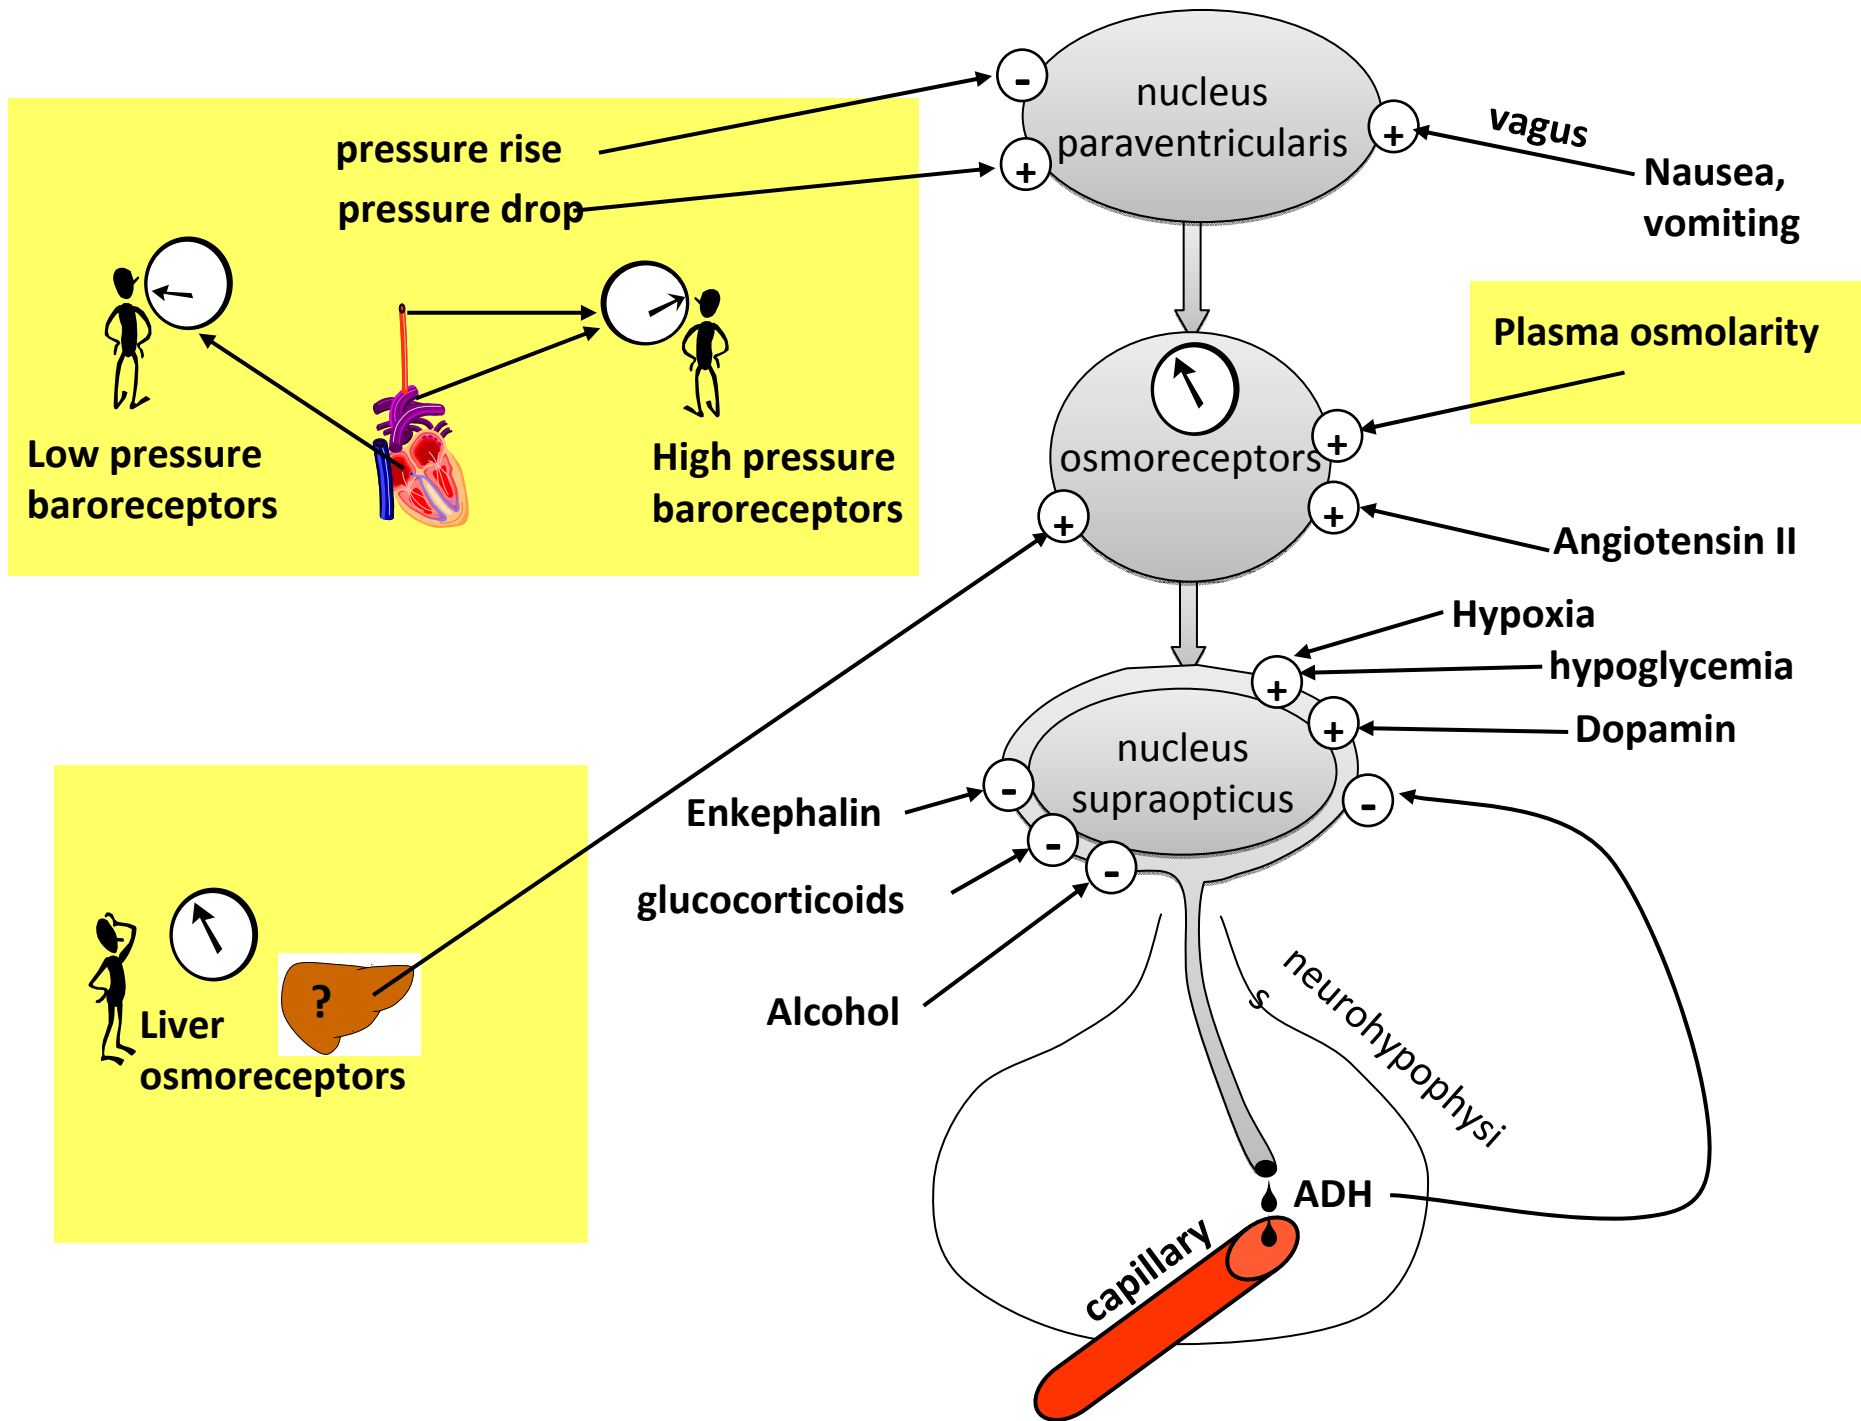 -
nucleus
paraventricularis
+
+
vagus
Nausea,
vomiting
pressure rise
pressure drop
Low pressure
baroreceptors
High pressure
baroreceptors
Plasma osmolarity
osmoreceptors
+
+
+
Angiotensin II
Hypoxia
hypoglycemia
Dopamin
+
+
nucleus
supraopticus
-
-
-
-
Enkephalin
glucocorticoids
Alcohol
?
Liver
osmoreceptors
neurohypophysi
s
ADH
capillary